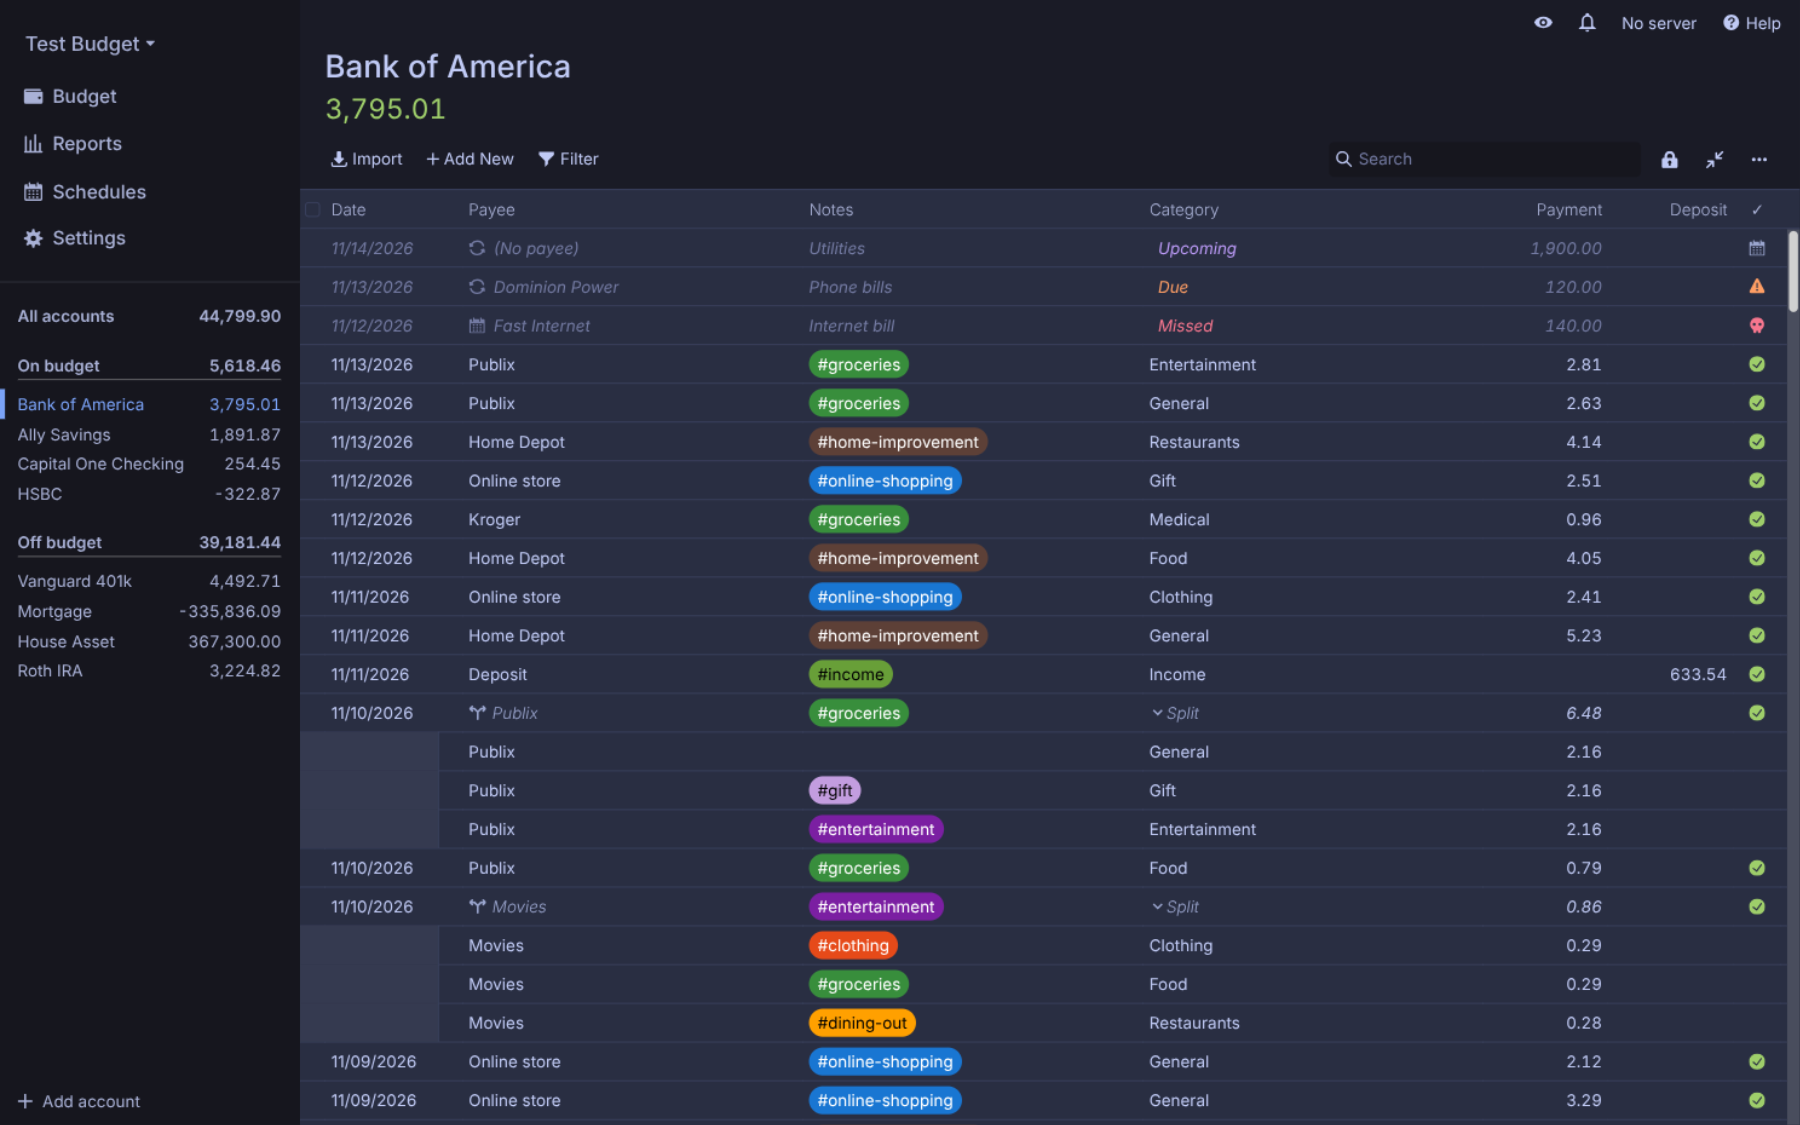 No server Help
Test Budget
Budget
Reports
Schedules
Settings
All accounts 44,799.90
On budget 5,618.46
Bank of America 3,795.01
Ally Savings 1,891.87
Capital One Checking 254.45
HSBC -322.87
Off budget 39,181.44
Vanguard 401k 4,492.71
Mortgage -335,836.09
House Asset 367,300.00
Roth IRA 3,224.82
+ Add account
Bank of America
3,795.01
Import + Add New Filter Search
Date Payee Notes Category Payment Deposit ✓
11/14/2026 (No payee) Utilities Upcoming 1,900.00
11/13/2026 Dominion Power Phone bills Due 120.00
11/12/2026 Fast Internet Internet bill Missed 140.00
11/13/2026 Publix #groceries Entertainment 2.81
11/13/2026 Publix #groceries General 2.63
11/13/2026 Home Depot #home-improvement Restaurants 4.14
11/12/2026 Online store #online-shopping Gift 2.51
11/12/2026 Kroger #groceries Medical 0.96
11/12/2026 Home Depot #home-improvement Food 4.05
11/11/2026 Online store #online-shopping Clothing 2.41
11/11/2026 Home Depot #home-improvement General 5.23
11/11/2026 Deposit #income Income 633.54
11/10/2026 Publix #groceries Split 6.48
Publix General 2.16
Publix #gift Gift 2.16
Publix #entertainment Entertainment 2.16
11/10/2026 Publix #groceries Food 0.79
11/10/2026 Movies #entertainment Split 0.86
Movies #clothing Clothing 0.29
Movies #groceries Food 0.29
Movies #dining-out Restaurants 0.28
11/09/2026 Online store #online-shopping General 2.12
11/09/2026 Online store #online-shopping General 3.29